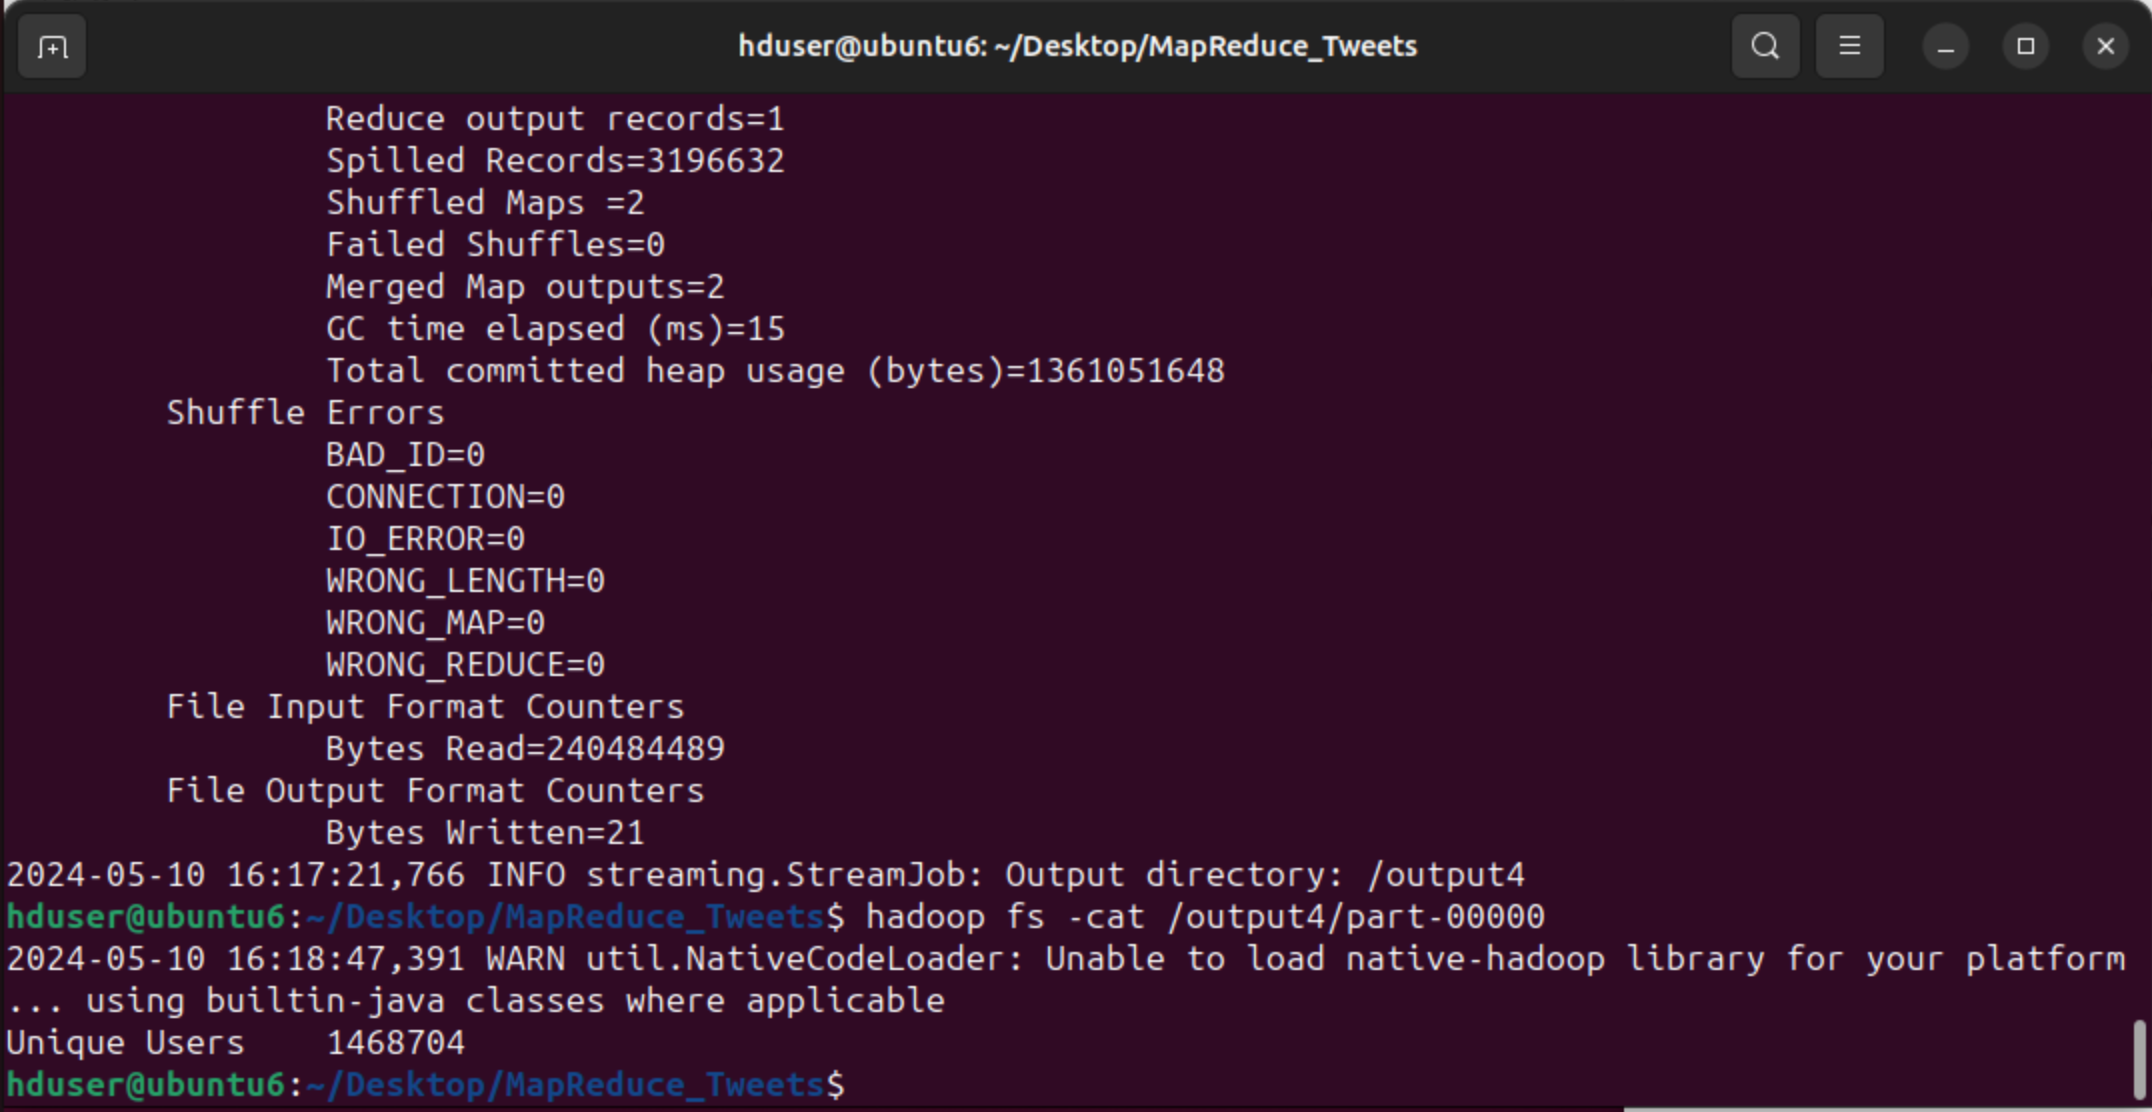 hduser@ubuntu6: ~/Desktop/MapReduce_Tweets
Reduce output records=1
Spilled Records=3196632
Shuffled Maps =2
Failed Shuffles=0
Merged Map outputs=2
GC time elapsed (ms)=15
Total committed heap usage (bytes)=1361051648
Shuffle Errors
BAD_ID=0
CONNECTION=0
IO_ERROR=0
WRONG_LENGTH=0
WRONG_MAP=0
WRONG_REDUCE=0
File Input Format Counters
Bytes Read=240484489
File Output Format Counters
Bytes Written=21
2024-05-10 16:17:21,766 INFO streaming.StreamJob: Output directory: /output4
hduser@ubuntu6:~/Desktop/MapReduce_Tweets$ hadoop fs -cat /output4/part-00000
2024-05-10 16:18:47,391 WARN util.NativeCodeLoader: Unable to load native-hadoop library for your platform
... using builtin-java classes where applicable
Unique Users    1468704
hduser@ubuntu6:~/Desktop/MapReduce_Tweets$